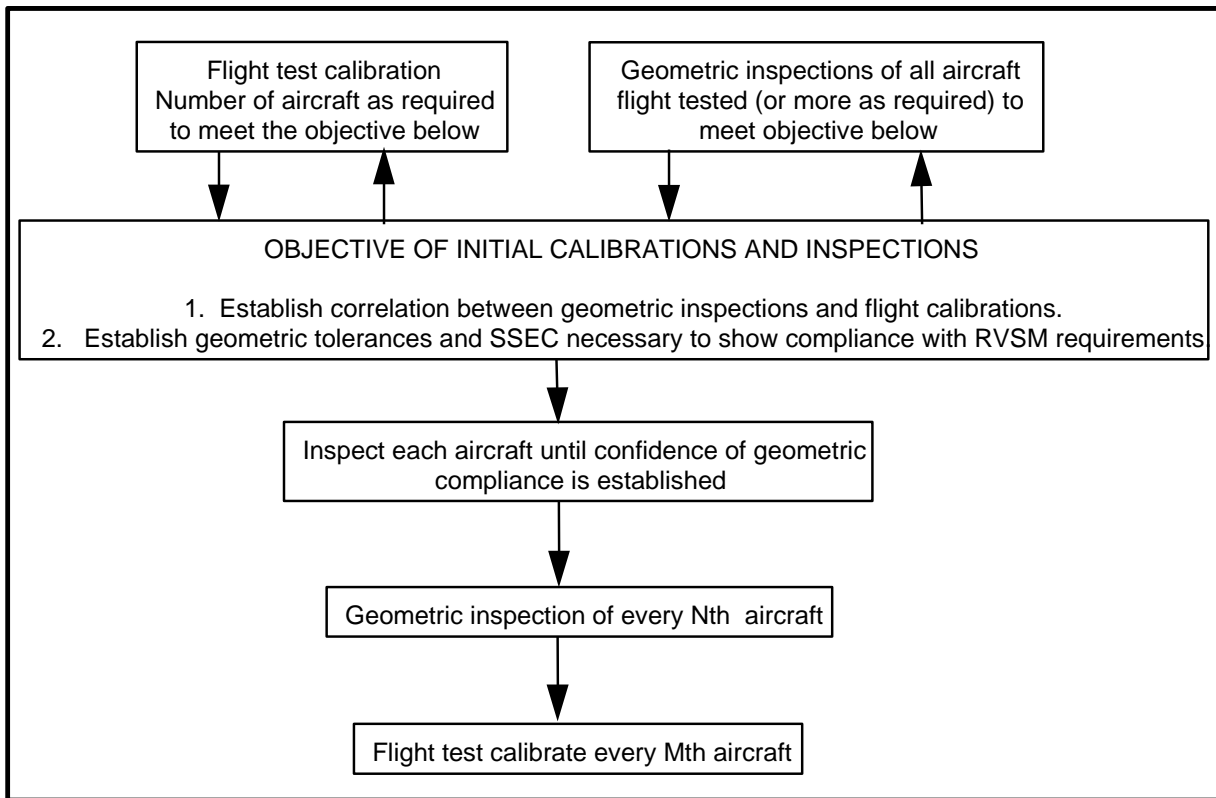 Flight test calibration
Number of aircraft as required
to meet the objective below
Geometric inspections of all aircraft
flight tested (or more as required) to
meet objective below
OBJECTIVE OF INITIAL CALIBRATIONS AND INSPECTIONS
1. Establish correlation between geometric inspections and flight calibrations.
2. Establish geometric tolerances and SSEC necessary to show compliance with RVSM requirements.
Inspect each aircraft until confidence of geometric
compliance is established
Geometric inspection of every Nth aircraft
Flight test calibrate every Mth aircraft